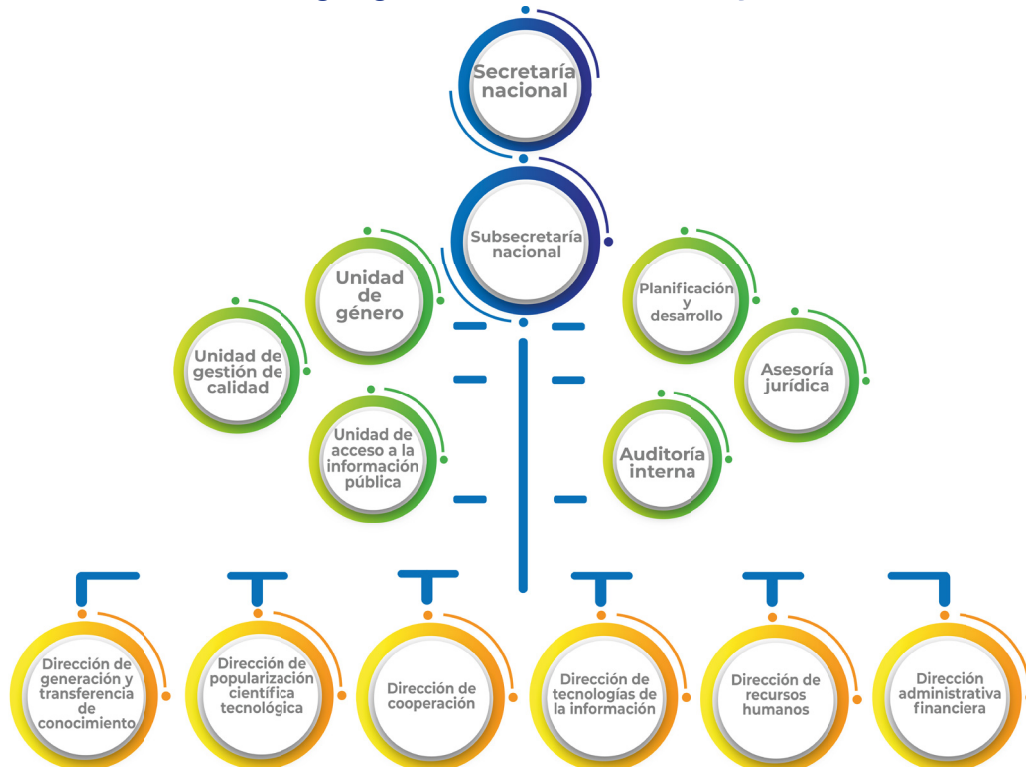 Secretaría
nacional
Subsecretaría
nacional
Unidad
de
género
Planificación
y
desarrollo
Unidad de
gestión de
calidad
Asesoría
jurídica
Unidad de
acceso a la
información
pública
Auditoría
interna
Dirección de
generación y
transferencia
de
conocimiento
Dirección de
popularización
científica
tecnológica
Dirección de
cooperación
Dirección de
tecnologías de
la información
Dirección de
recursos
humanos
Dirección
administrativa
financiera